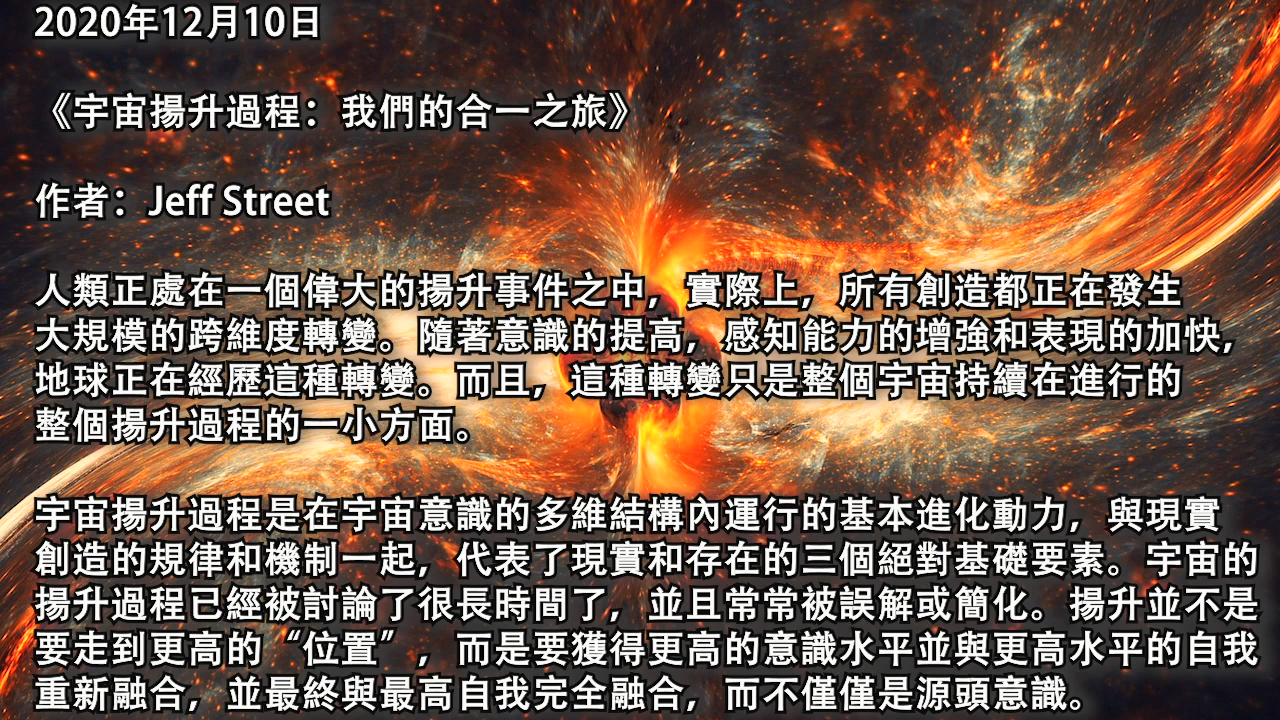 2020年12月10日
《宇宙揚升過程：我們的合一之旅》
作者：Jeff Street
人類正處在一個偉大的揚升事件之中，實際上，所有創造都正在發生
大規模的跨維度轉變。隨著意識的提高，感知能力的增強和表現的加快，
地球正在經歷這種轉變。而且，這種轉變只是整個宇宙持續在進行的
整個揚升過程的一小方面。
宇宙揚升過程是在宇宙意識的多維結構內運行的基本進化動力，與現實
創造的規律和機制一起，代表了現實和存在的三個絕對基礎要素。宇宙的
揚升過程已經被討論了很長時間了，並且常常被誤解或簡化。揚升並不是
要走到更高的“位置”，而是要獲得更高的意識水平並與更高水平的自我
重新融合，並最終與最高自我完全融合，而不僅僅是源頭意識。